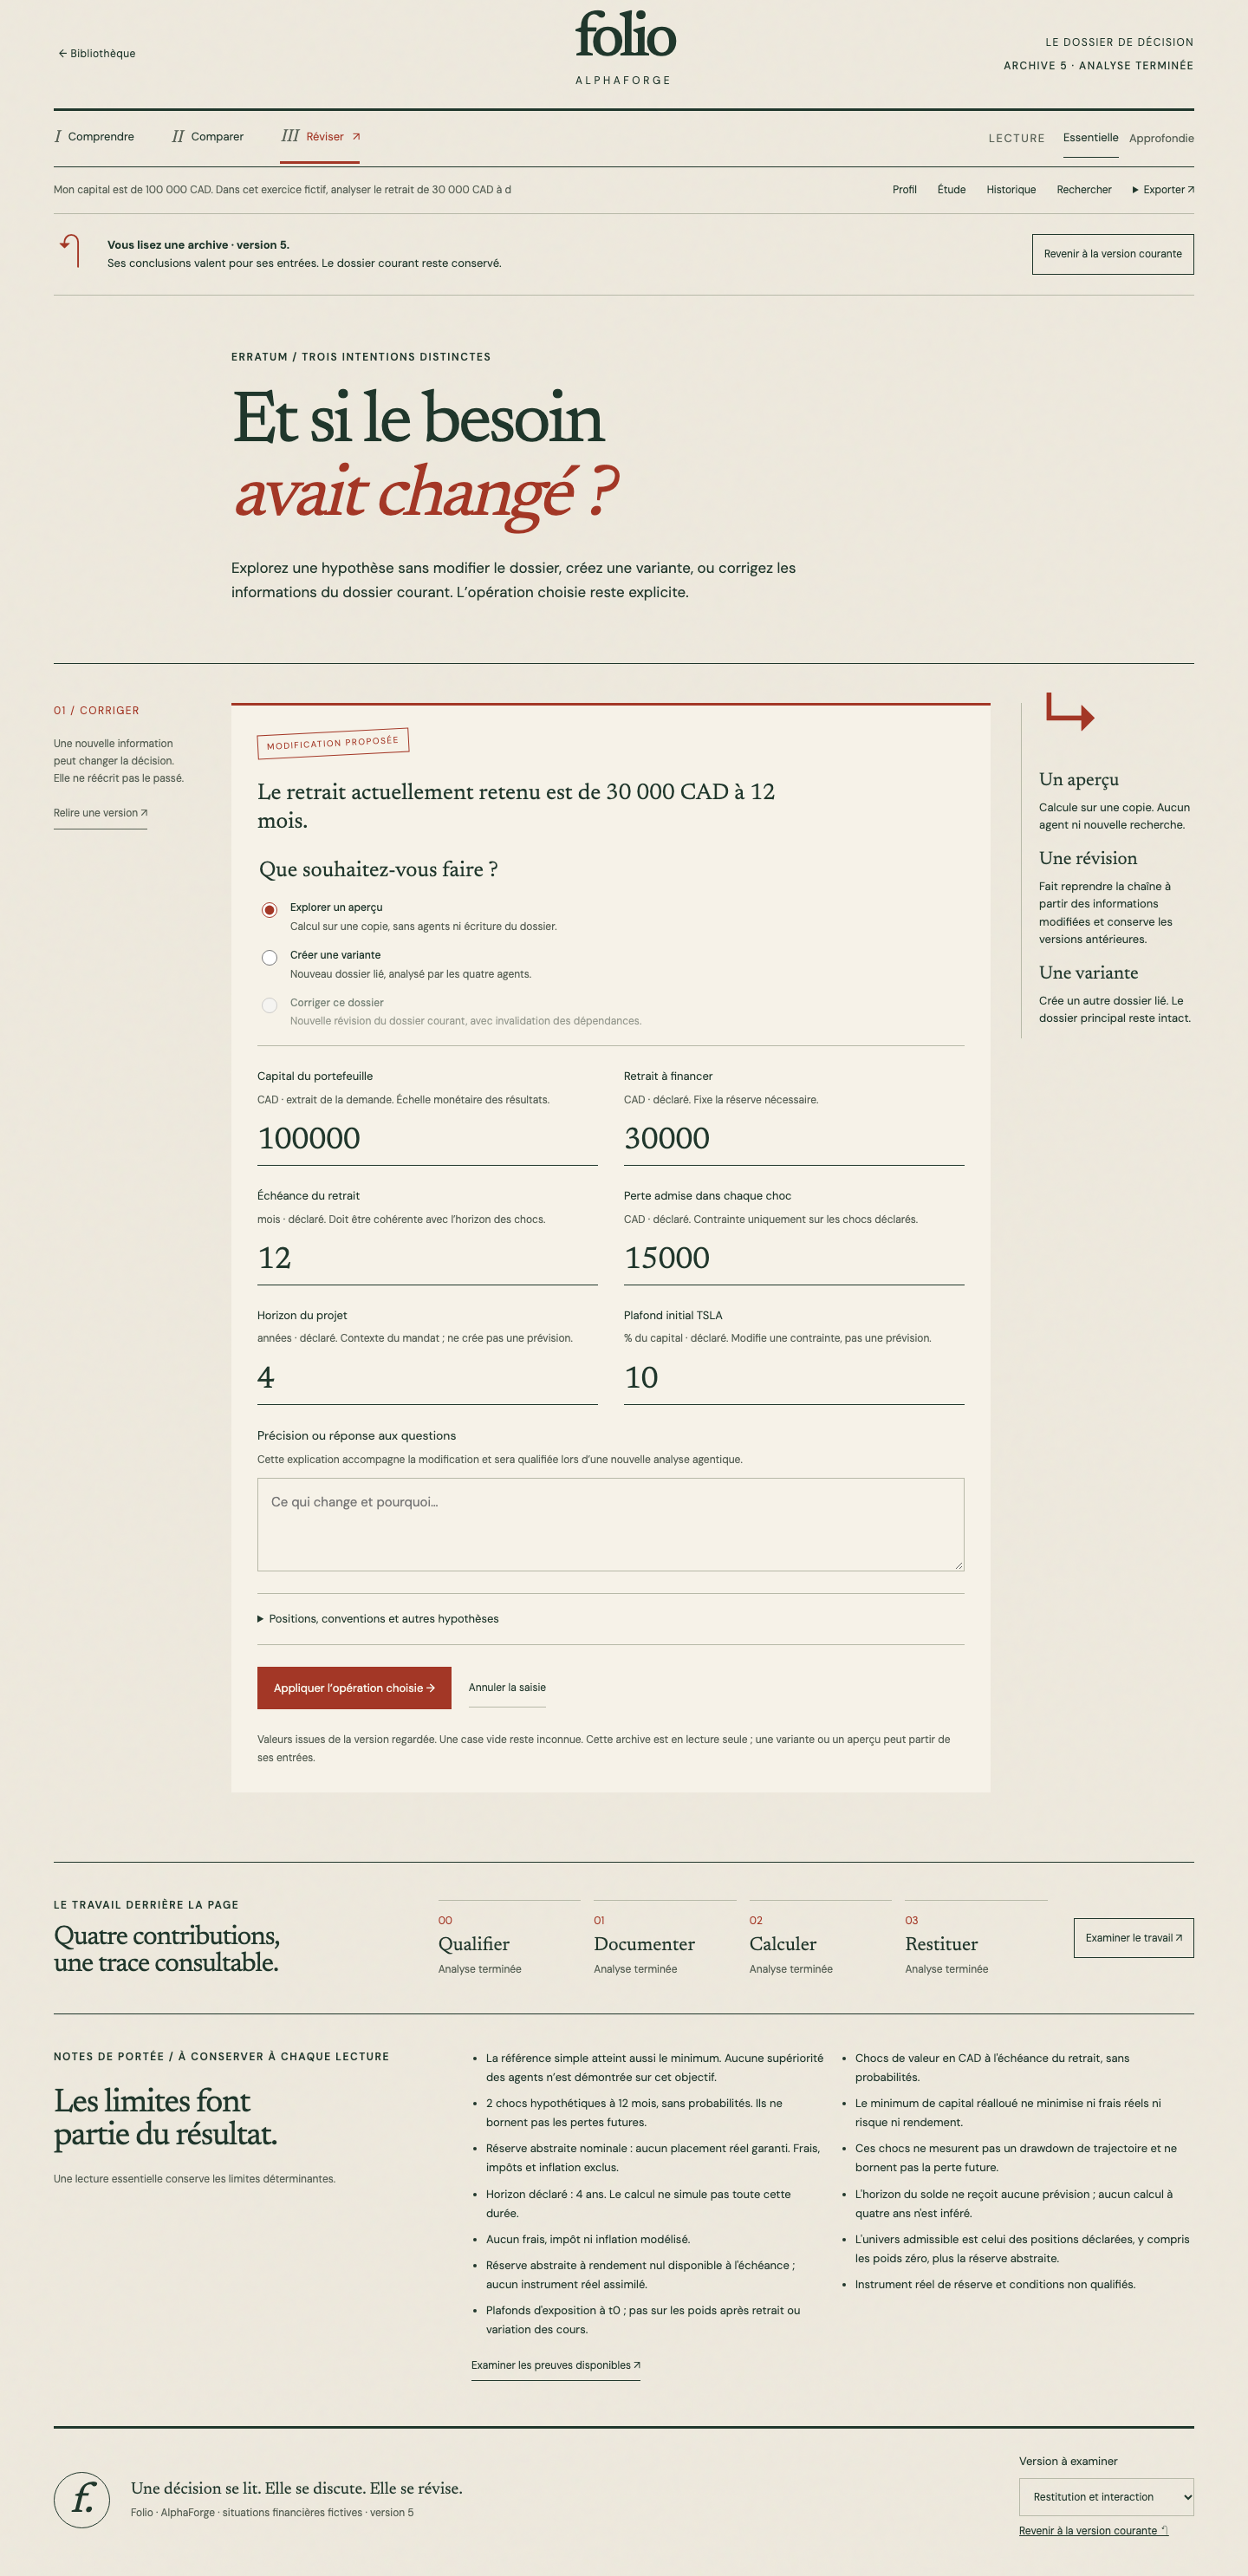 ← Bibliothèque
folio
ALPHAFORGE
LE DOSSIER DE DÉCISION
ARCHIVE 5 · ANALYSE TERMINÉE
I Comprendre
II Comparer
III Réviser ↗
LECTURE Essentielle Approfondie
Mon capital est de 100 000 CAD. Dans cet exercice fictif, analyser le retrait de 30 000 CAD à d
Profil Étude Historique Rechercher ▶ Exporter ↗
Vous lisez une archive · version 5.
Ses conclusions valent pour ses entrées. Le dossier courant reste conservé.
Revenir à la version courante
ERRATUM / TROIS INTENTIONS DISTINCTES
Et si le besoin
avait changé ?
Explorez une hypothèse sans modifier le dossier, créez une variante, ou corrigez les
informations du dossier courant. L’opération choisie reste explicite.
01 / CORRIGER
Une nouvelle information
peut changer la décision.
Elle ne réécrit pas le passé.
Relire une version ↗
MODIFICATION PROPOSÉE
Le retrait actuellement retenu est de 30 000 CAD à 12
mois.
Que souhaitez-vous faire ?
Explorer un aperçu
Calcul sur une copie, sans agents ni écriture du dossier.
Créer une variante
Nouveau dossier lié, analysé par les quatre agents.
Corriger ce dossier
Nouvelle révision du dossier courant, avec invalidation des dépendances.
Capital du portefeuille
CAD · extrait de la demande. Échelle monétaire des résultats.
100000
Retrait à financer
CAD · déclaré. Fixe la réserve nécessaire.
30000
Échéance du retrait
mois · déclaré. Doit être cohérente avec l’horizon des chocs.
12
Perte admise dans chaque choc
CAD · déclaré. Contrainte uniquement sur les chocs déclarés.
15000
Horizon du projet
années · déclaré. Contexte du mandat ; ne crée pas une prévision.
4
Plafond initial TSLA
% du capital · déclaré. Modifie une contrainte, pas une prévision.
10
Précision ou réponse aux questions
Cette explication accompagne la modification et sera qualifiée lors d’une nouvelle analyse agentique.
Ce qui change et pourquoi…
▶ Positions, conventions et autres hypothèses
Appliquer l’opération choisie →
Annuler la saisie
Valeurs issues de la version regardée. Une case vide reste inconnue. Cette archive est en lecture seule ; une variante ou un aperçu peut partir de
ses entrées.
Un aperçu
Calcule sur une copie. Aucun
agent ni nouvelle recherche.
Une révision
Fait reprendre la chaîne à
partir des informations
modifiées et conserve les
versions antérieures.
Une variante
Crée un autre dossier lié. Le
dossier principal reste intact.
LE TRAVAIL DERRIÈRE LA PAGE
Quatre contributions,
une trace consultable.
00
Qualifier
Analyse terminée
01
Documenter
Analyse terminée
02
Calculer
Analyse terminée
03
Restituer
Analyse terminée
Examiner le travail ↗
NOTES DE PORTÉE / À CONSERVER À CHAQUE LECTURE
Les limites font
partie du résultat.
Une lecture essentielle conserve les limites déterminantes.
• La référence simple atteint aussi le minimum. Aucune supériorité
des agents n’est démontrée sur cet objectif.
• 2 chocs hypothétiques à 12 mois, sans probabilités. Ils ne
bornent pas les pertes futures.
• Réserve abstraite nominale : aucun placement réel garanti. Frais,
impôts et inflation exclus.
• Horizon déclaré : 4 ans. Le calcul ne simule pas toute cette
durée.
• Aucun frais, impôt ni inflation modélisé.
• Réserve abstraite à rendement nul disponible à l'échéance ;
aucun instrument réel assimilé.
• Plafonds d'exposition à t0 ; pas sur les poids après retrait ou
variation des cours.
• Chocs de valeur en CAD à l'échéance du retrait, sans
probabilités.
• Le minimum de capital réalloué ne minimise ni frais réels ni
risque ni rendement.
• Ces chocs ne mesurent pas un drawdown de trajectoire et ne
bornent pas la perte future.
• L'horizon du solde ne reçoit aucune prévision ; aucun calcul à
quatre ans n'est inféré.
• L'univers admissible est celui des positions déclarées, y compris
les poids zéro, plus la réserve abstraite.
• Instrument réel de réserve et conditions non qualifiés.
Examiner les preuves disponibles ↗
f.
Une décision se lit. Elle se discute. Elle se révise.
Folio · AlphaForge · situations financières fictives · version 5
Version à examiner
Restitution et interaction
Revenir à la version courante